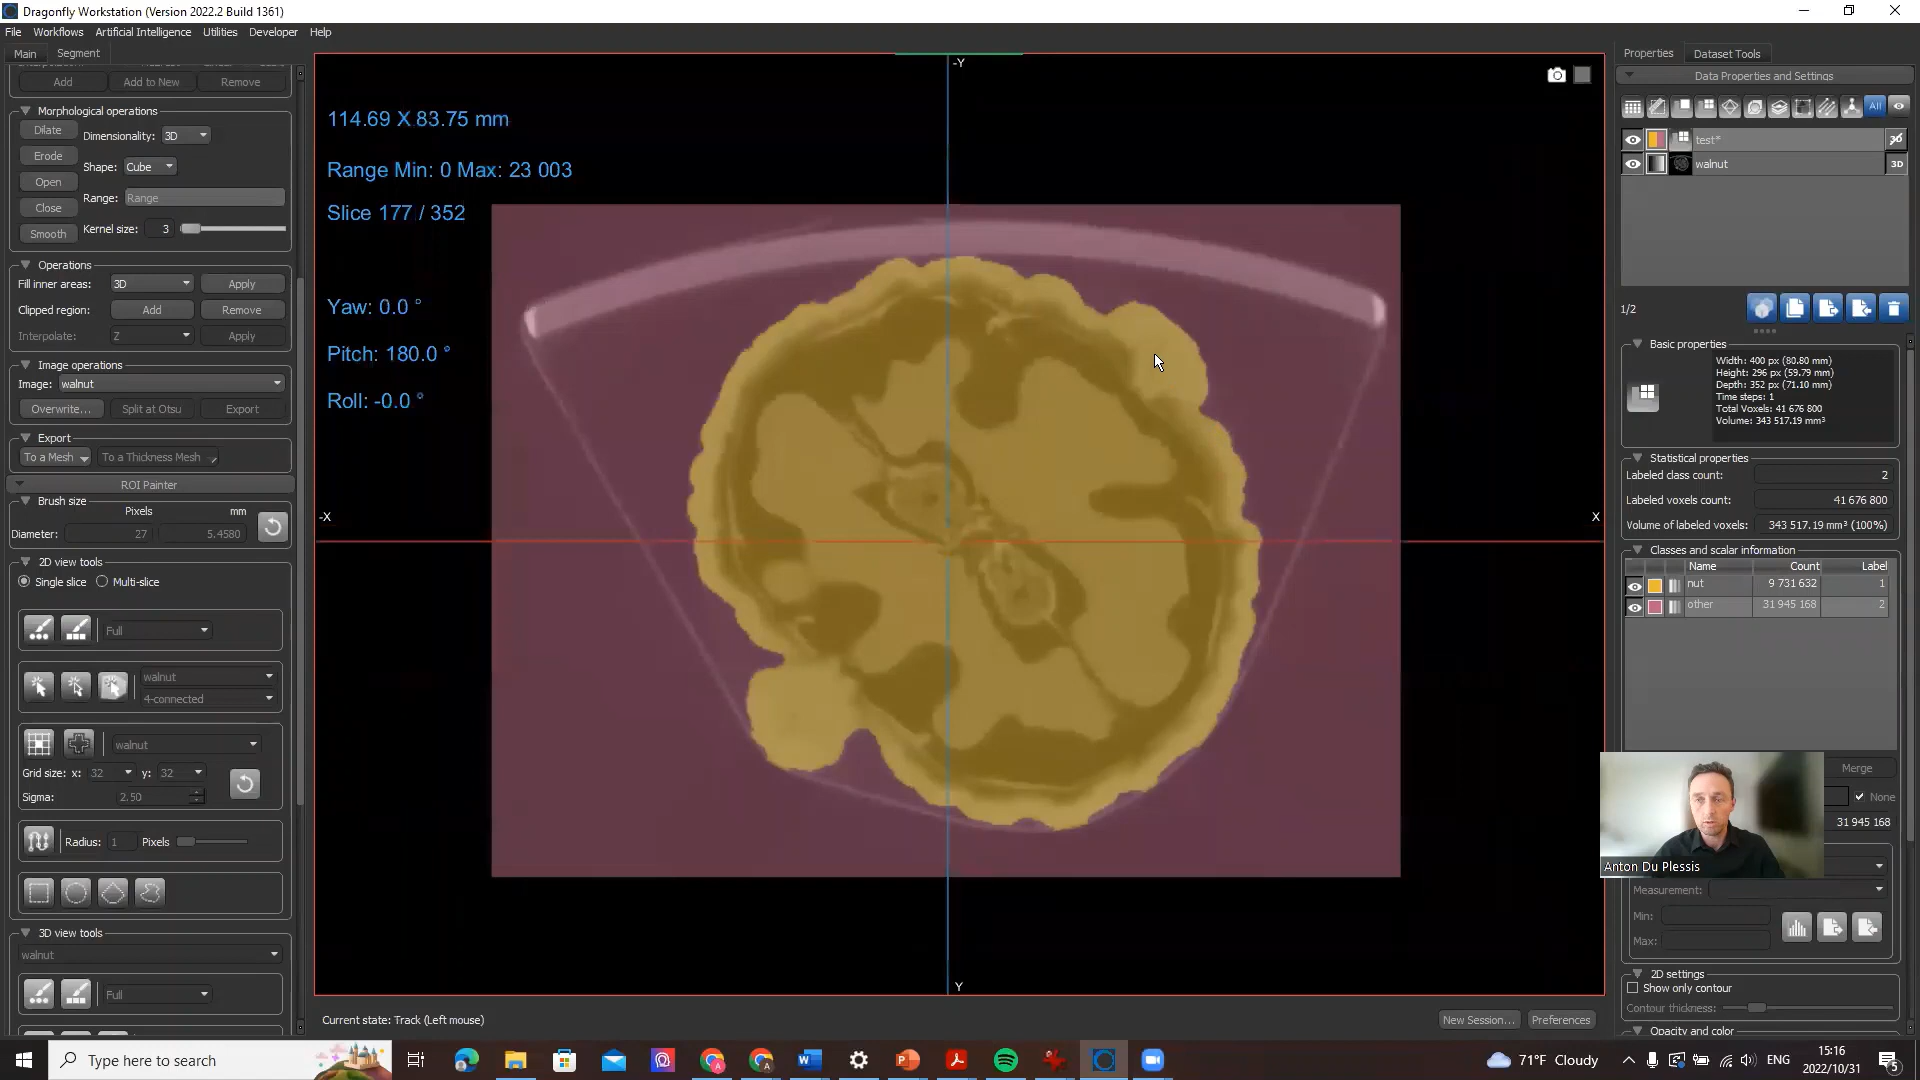 Dragonfly Workstation (Version 2022.2 Build 1361)
File Workflows Artificial Intelligence Utilities Developer Help
Main Segment
Add Add to New Remove
Morphological operations
Dilate Dimensionality: 3D
Erode Shape: Cube
Open
Range: Range
Close
Kernel size: 3
Smooth
Operations
Fill inner areas: 3D Apply
Clipped region: Add Remove
Interpolate: Z Apply
Image operations
Image: walnut
Overwrite... Split at Otsu Export
Export
To a Mesh To a Thickness Mesh
ROI Painter
Brush size
Pixels mm
Diameter: 27 5.4580
2D view tools
Single slice Multi-slice
Full
walnut
4-connected
walnut
Grid size: x: 32 y: 32
Sigma: 2.50
Radius: 1 Pixels
3D view tools
walnut
Full
-Y
114.69 X 83.75 mm
Range Min: 0 Max: 23 003
Slice 177 / 352
Yaw: 0.0 °
Pitch: 180.0 °
Roll: -0.0 °
-X
X
Y
Current state: Track (Left mouse)
New Session... Preferences
Properties Dataset Tools
Data Properties and Settings
All
test*
walnut 3D
1/2
Basic properties
Width: 400 px (80.80 mm)
Height: 296 px (59.79 mm)
Depth: 352 px (71.10 mm)
Time steps: 1
Total Voxels: 41 676 800
Volume: 343 517.19 mm³
Statistical properties
Labeled class count: 2
Labeled voxels count: 41 676 800
Volume of labeled voxels: 343 517.19 mm³ (100%)
Classes and scalar information
Name Count Label
nut 9 731 632 1
other 31 945 168 2
Merge
None
31 945 168
Anton Du Plessis
Measurement:
Min:
Max:
2D settings
Show only contour
Contour thickness:
Opacity and color
Type here to search
71°F Cloudy
ENG
15:16
2022/10/31
5